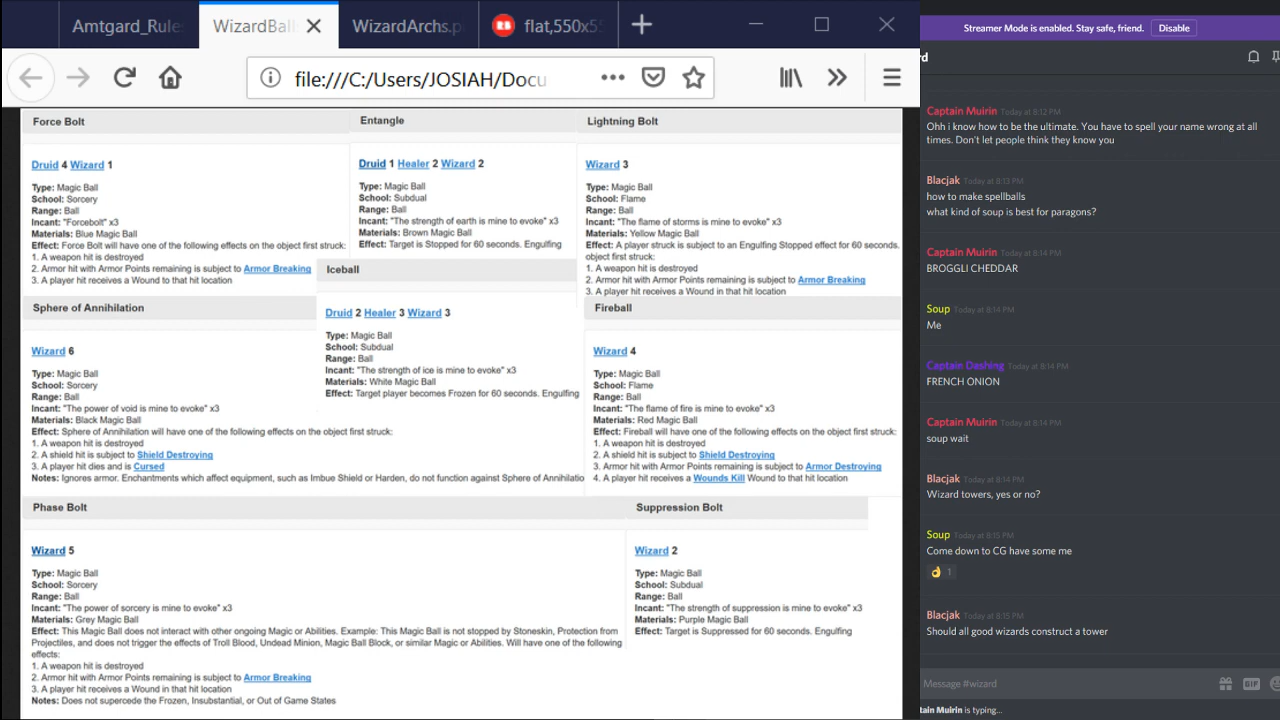 Amtgard_Rule
WizardBall
WizardArchs.p
flat,550x55
file:///C:/Users/JOSIAH/Docu
Force Bolt
Druid 4 Wizard 1
Type: Magic Ball
School: Sorcery
Range: Ball
Incant: "Forcebolt" x3
Materials: Blue Magic Ball
Effect: Force Bolt will have one of the following effects on the object first struck:
1. A weapon hit is destroyed
2. Armor hit with Armor Points remaining is subject to Armor Breaking
3. A player hit receives a Wound to that hit location
Entangle
Druid 1 Healer 2 Wizard 2
Type: Magic Ball
School: Subdual
Range: Ball
Incant: "The strength of earth is mine to evoke" x3
Materials: Brown Magic Ball
Effect: Target is Stopped for 60 seconds. Engulfing
Lightning Bolt
Wizard 3
Type: Magic Ball
School: Flame
Range: Ball
Incant: "The flame of storms is mine to evoke" x3
Materials: Yellow Magic Ball
Effect: A player struck is subject to an Engulfing Stopped effect for 60 seconds.
object first struck:
1. A weapon hit is destroyed
2. Armor hit with Armor Points remaining is subject to Armor Breaking
3. A player hit receives a Wound in that hit location
Sphere of Annihilation
Wizard 6
Type: Magic Ball
School: Sorcery
Range: Ball
Incant: "The power of void is mine to evoke" x3
Materials: Black Magic Ball
Effect: Sphere of Annihilation will have one of the following effects on the object first struck:
1. A weapon hit is destroyed
2. A shield hit is subject to Shield Destroying
3. A player hit dies and is Cursed
Notes: Ignores armor. Enchantments which affect equipment, such as Imbue Shield or Harden, do not function against Sphere of Annihilatio
Iceball
Druid 2 Healer 3 Wizard 3
Type: Magic Ball
School: Subdual
Range: Ball
Incant: "The strength of ice is mine to evoke" x3
Materials: White Magic Ball
Effect: Target player becomes Frozen for 60 seconds. Engulfing
Fireball
Wizard 4
Type: Magic Ball
School: Flame
Range: Ball
Incant: "The flame of fire is mine to evoke" x3
Materials: Red Magic Ball
Effect: Fireball will have one of the following effects on the object first struck:
1. A weapon hit is destroyed
2. A shield hit is subject to Shield Destroying
3. Armor hit with Armor Points remaining is subject to Armor Destroying
4. A player hit receives a Wounds Kill Wound to that hit location
Phase Bolt
Wizard 5
Type: Magic Ball
School: Sorcery
Range: Ball
Incant: "The power of sorcery is mine to evoke" x3
Materials: Grey Magic Ball
Effect: This Magic Ball does not interact with other ongoing Magic or Abilities. Example: This Magic Ball is not stopped by Stoneskin, Protection from
Projectiles, and does not trigger the effects of Troll Blood, Undead Minion, Magic Ball Block, or similar Magic or Abilities. Will have one of the following
effects:
1. A weapon hit is destroyed
2. Armor hit with Armor Points remaining is subject to Armor Breaking
3. A player hit receives a Wound in that hit location
Notes: Does not supercede the Frozen, Insubstantial, or Out of Game States
Suppression Bolt
Wizard 2
Type: Magic Ball
School: Subdual
Range: Ball
Incant: "The strength of suppression is mine to evoke" x3
Materials: Purple Magic Ball
Effect: Target is Suppressed for 60 seconds. Engulfing
Streamer Mode is enabled. Stay safe, friend. Disable
rd
Captain Muirin Today at 8:12 PM
Ohh i know how to be the ultimate. You have to spell your name wrong at all
times. Don't let people think they know you
Blacjak Today at 8:13 PM
how to make spellballs
what kind of soup is best for paragons?
Captain Muirin Today at 8:14 PM
BROGGLI CHEDDAR
Soup Today at 8:14 PM
Me
Captain Dashing Today at 8:14 PM
FRENCH ONION
Captain Muirin Today at 8:14 PM
soup wait
Blacjak Today at 8:14 PM
Wizard towers, yes or no?
Soup Today at 8:15 PM
Come down to CG have some me
1
Blacjak Today at 8:15 PM
Should all good wizards construct a tower
Message #wizard
GIF
tain Muirin is typing...